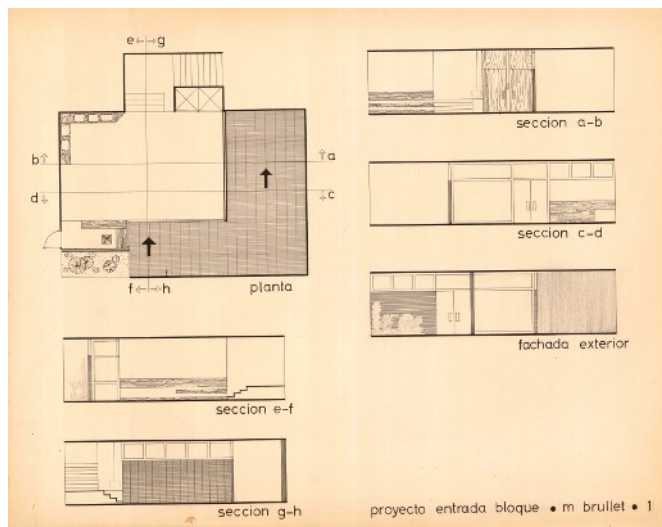 e g
b a
d c
f h
planta
seccion a-b
seccion c-d
fachada exterior
seccion e-f
seccion g-h
proyecto entrada bloque • m brullet • 1